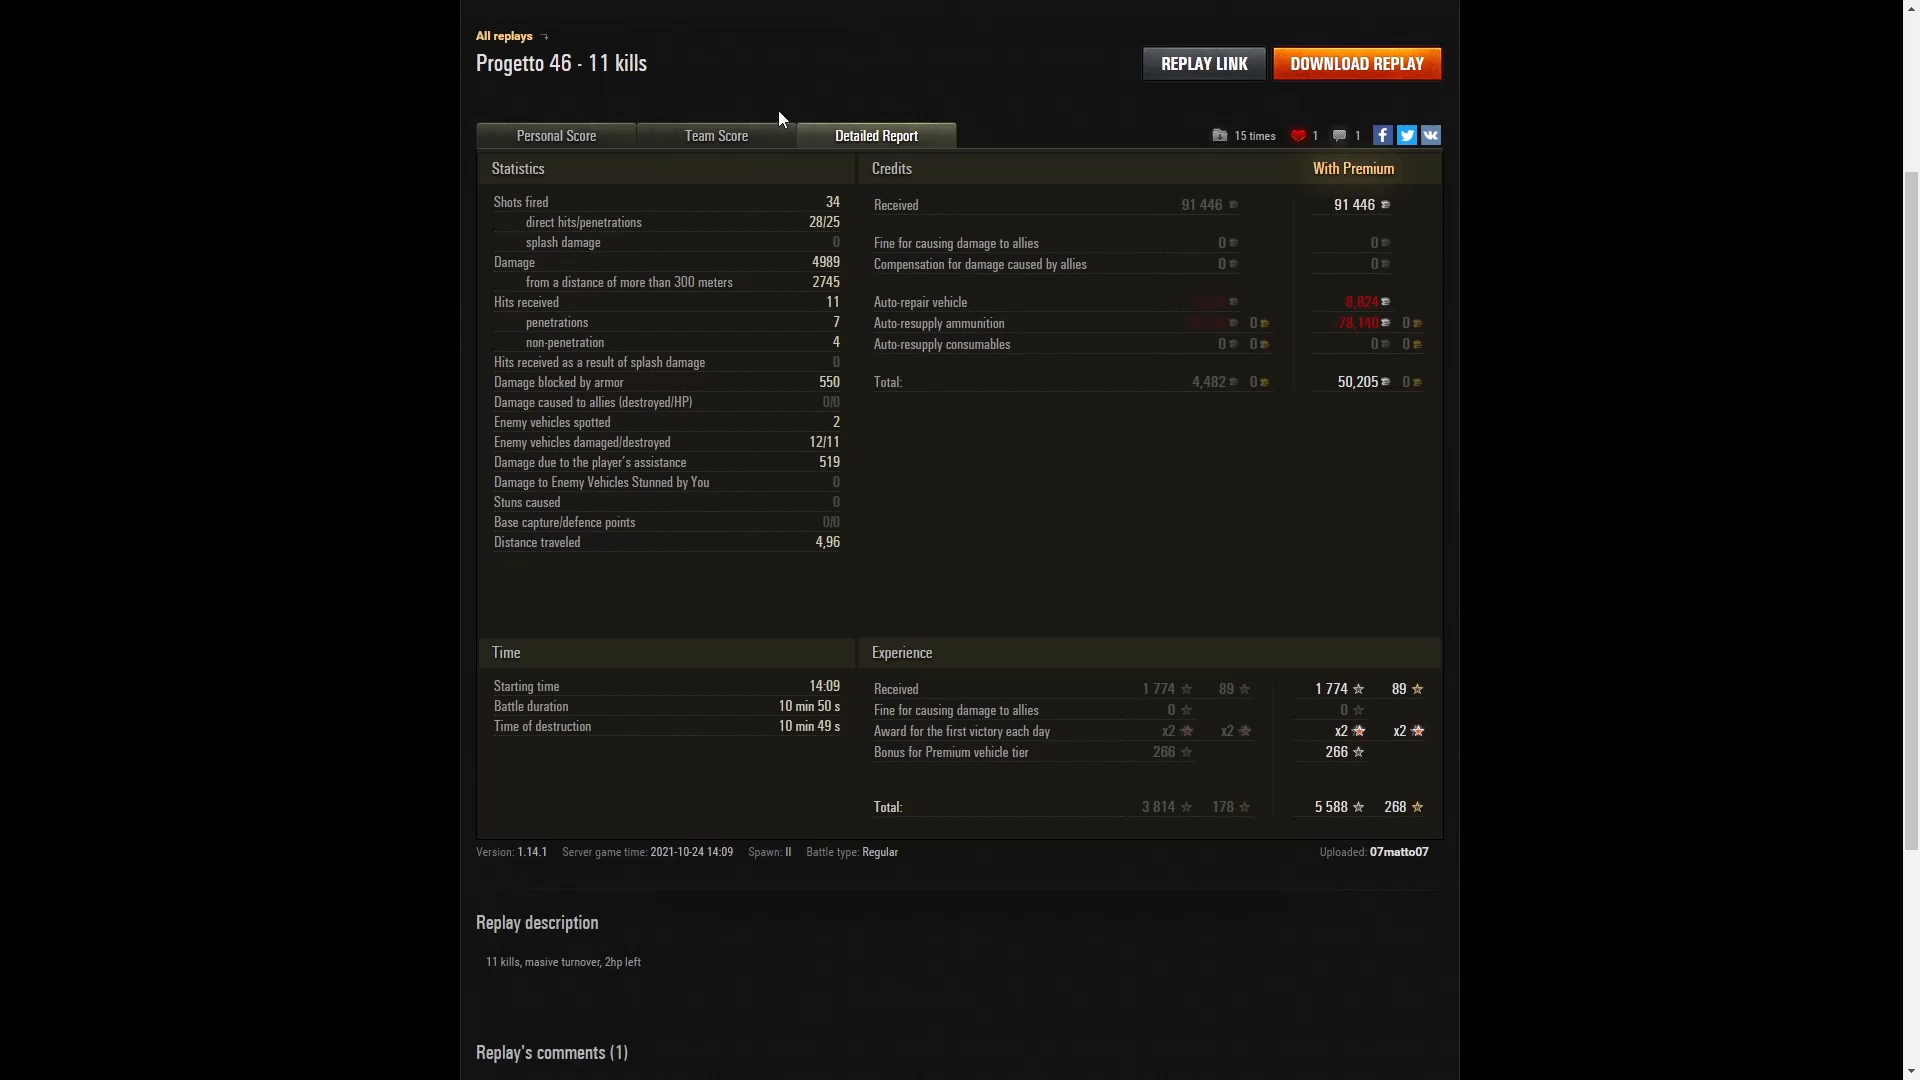 All replays
Progetto 46 - 11 kills
REPLAY LINK
DOWNLOAD REPLAY
Personal Score
Team Score
Detailed Report
15 times
1
1
Statistics
Shots fired 34
direct hits/penetrations 28/25
splash damage 0
Damage 4989
from a distance of more than 300 meters 2745
Hits received 11
penetrations 7
non-penetration 4
Hits received as a result of splash damage 0
Damage blocked by armor 550
Damage caused to allies (destroyed/HP) 0/0
Enemy vehicles spotted 2
Enemy vehicles damaged/destroyed 12/11
Damage due to the player's assistance 519
Damage to Enemy Vehicles Stunned by You 0
Stuns caused 0
Base capture/defence points 0/0
Distance traveled 4,96
Credits With Premium
Received 91 446 91 446
Fine for causing damage to allies 0 0
Compensation for damage caused by allies 0 0
Auto-repair vehicle
Auto-resupply ammunition 0 78,140 0
Auto-resupply consumables 0 0 0 0
Total: 4,482 0 50,205 0
Time
Starting time 14:09
Battle duration 10 min 50 s
Time of destruction 10 min 49 s
Experience
Received 1 774 89 1 774 89
Fine for causing damage to allies 0 0
Award for the first victory each day x2 x2 x2 x2
Bonus for Premium vehicle tier 266 266
Total: 3 814 178 5 588 268
Version: 1.14.1 Server game time: 2021-10-24 14:09 Spawn: II Battle type: Regular
Uploaded: 07matto07
Replay description
11 kills, masive turnover, 2hp left
Replay's comments (1)